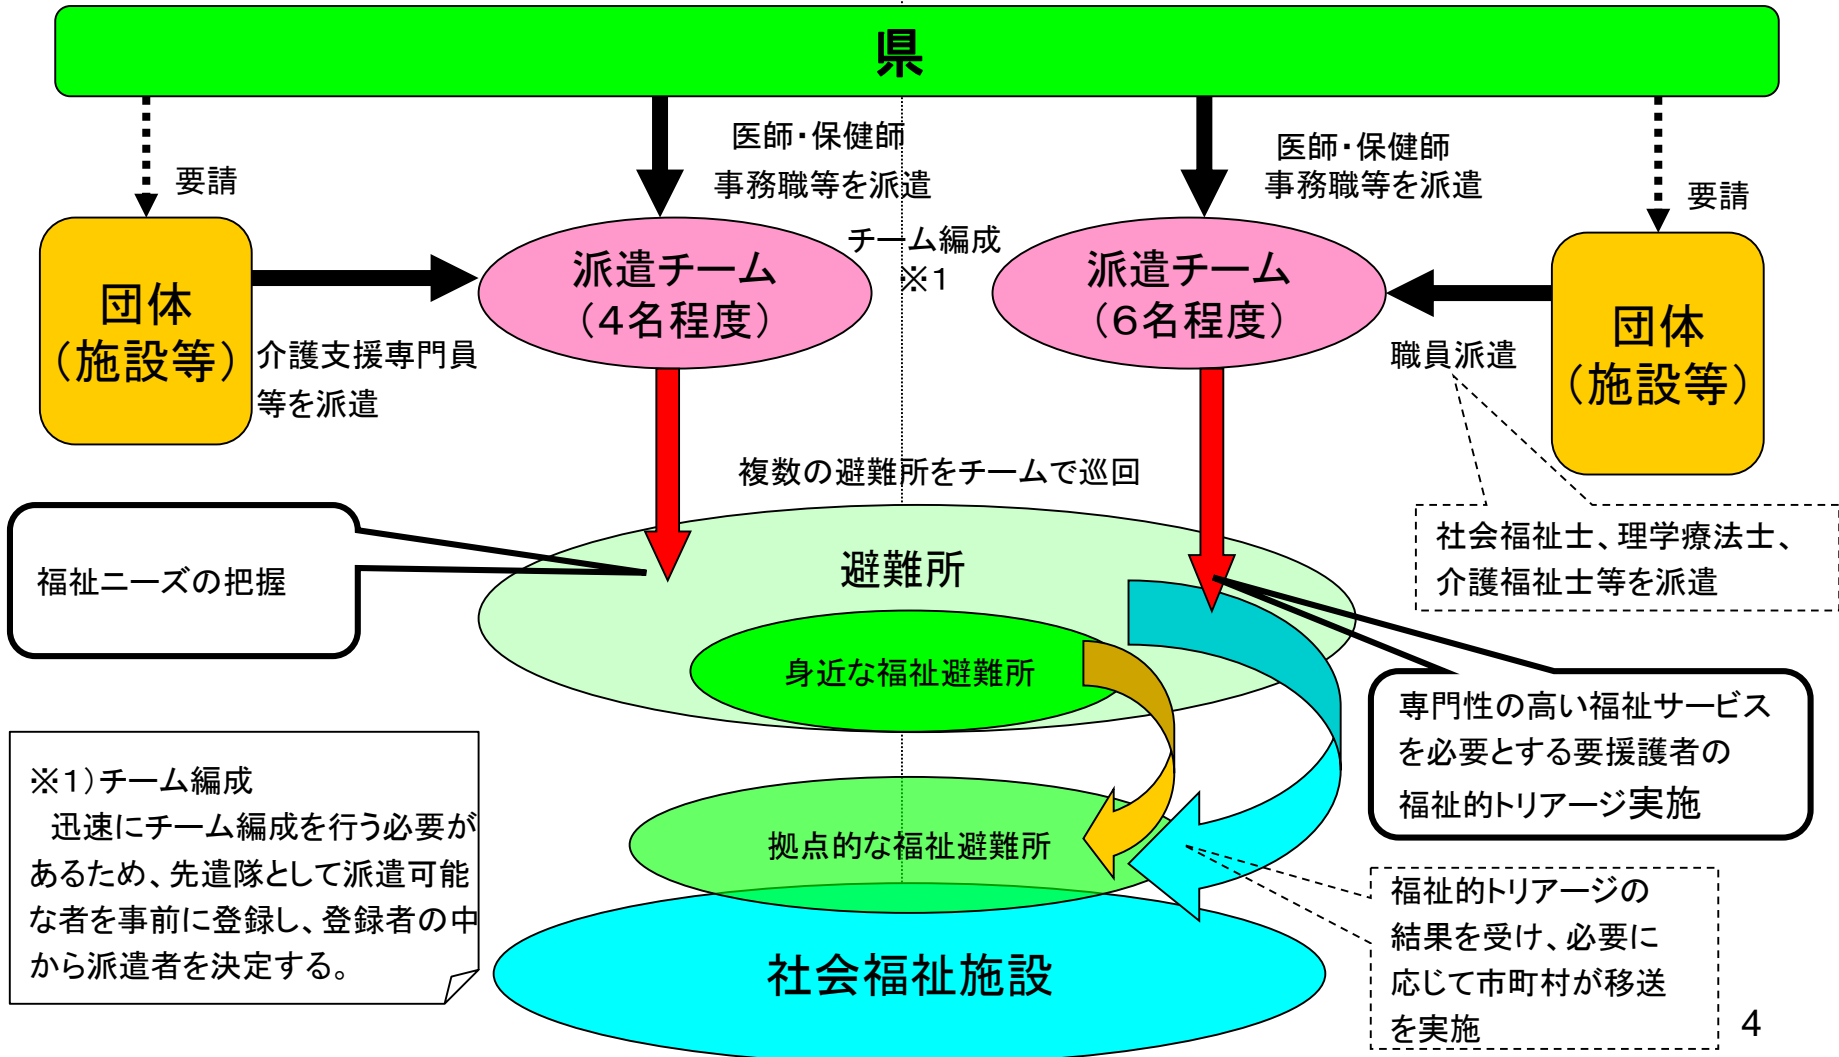 県
医師・保健師
事務職等を派遣
医師・保健師
事務職等を派遣
要請
要請
団体
（施設等）
介護支援専門員
等を派遣
派遣チーム
（４名程度）
チーム編成
※１
派遣チーム
（６名程度）
職員派遣
団体
（施設等）
複数の避難所をチームで巡回
社会福祉士、理学療法士、
介護福祉士等を派遣
福祉ニーズの把握
避難所
身近な福祉避難所
専門性の高い福祉サービス
を必要とする要援護者の
福祉的トリアージ実施
※１）チーム編成
　迅速にチーム編成を行う必要が
あるため、先遣隊として派遣可能
な者を事前に登録し、登録者の中
から派遣者を決定する。
拠点的な福祉避難所
社会福祉施設
福祉的トリアージの
結果を受け、必要に
応じて市町村が移送
を実施
4